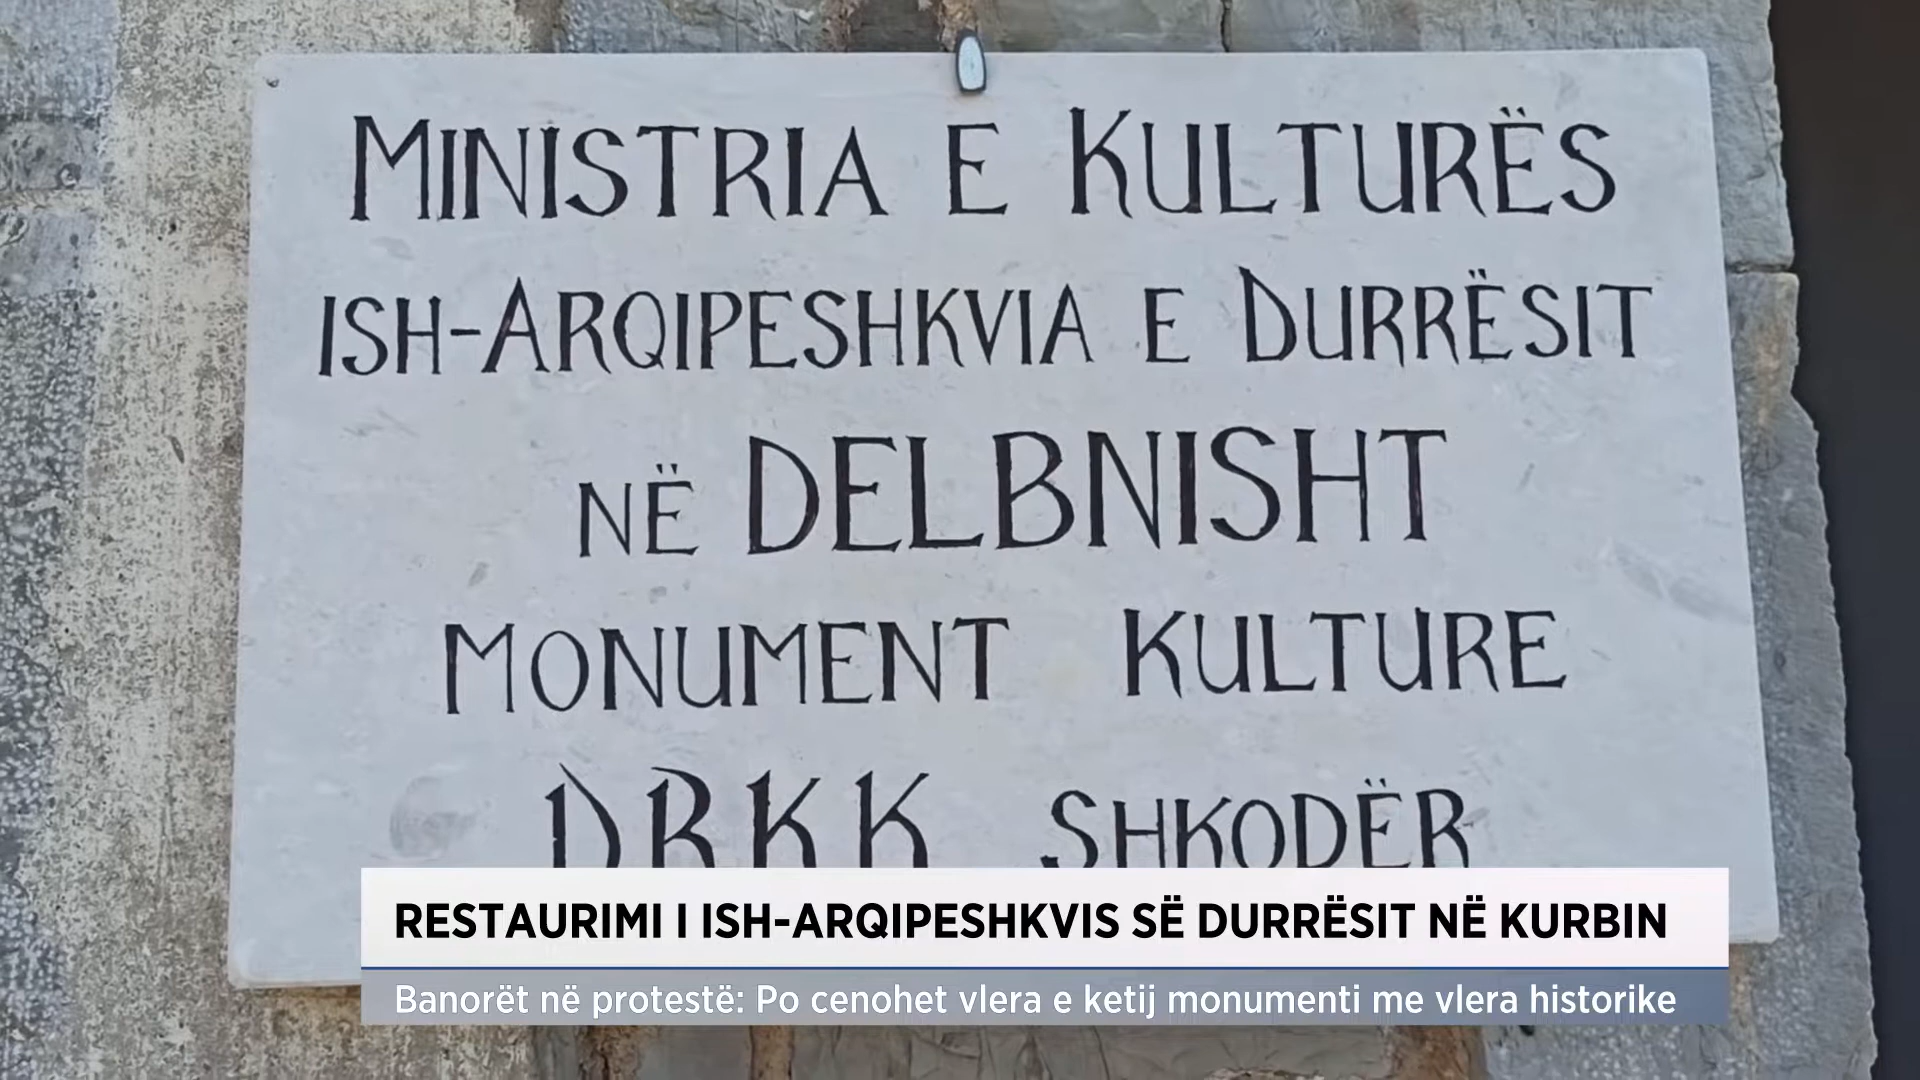 MINISTRIA E KULTURËS
ISH-ARQIPESHKVIA E DURRËSIT
NË DELBNISHT
MONUMENT KULTURE
DRKK SHKODËR
RESTAURIMI I ISH-ARQIPESHKVIS SË DURRËSIT NË KURBIN
Banorët në protestë: Po cenohet vlera e ketij monumenti me vlera historike